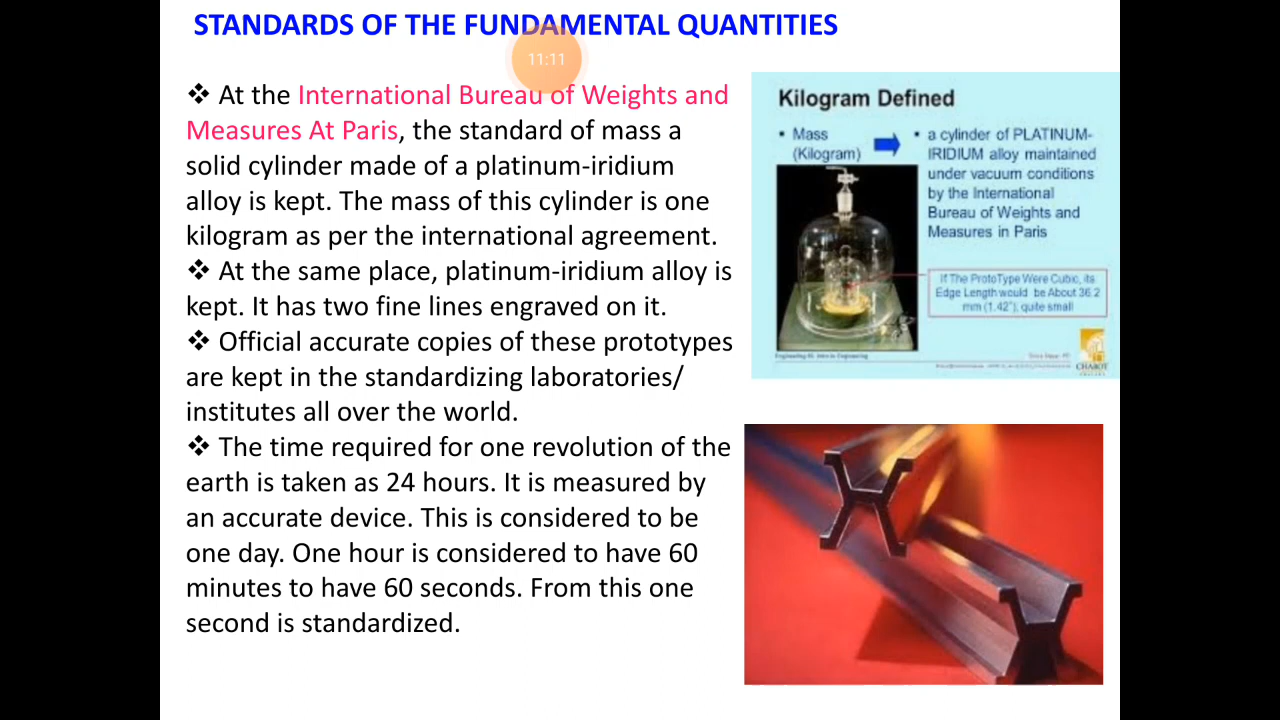 STANDARDS OF THE FUNDAMENTAL QUANTITIES
11:11
❖ At the International Bureau of Weights and
Measures At Paris, the standard of mass a
solid cylinder made of a platinum-iridium
alloy is kept. The mass of this cylinder is one
kilogram as per the international agreement.
❖ At the same place, platinum-iridium alloy is
kept. It has two fine lines engraved on it.
❖ Official accurate copies of these prototypes
are kept in the standardizing laboratories/
institutes all over the world.
❖ The time required for one revolution of the
earth is taken as 24 hours. It is measured by
an accurate device. This is considered to be
one day. One hour is considered to have 60
minutes to have 60 seconds. From this one
second is standardized.
Kilogram Defined
• Mass
(Kilogram)
• a cylinder of PLATINUM-
IRIDIUM alloy maintained
under vacuum conditions
by the International
Bureau of Weights and
Measures in Paris
If The ProtoType Were Cubic, its
Edge Length would be About 36.2
mm (1.42"); quite small
CHABOT